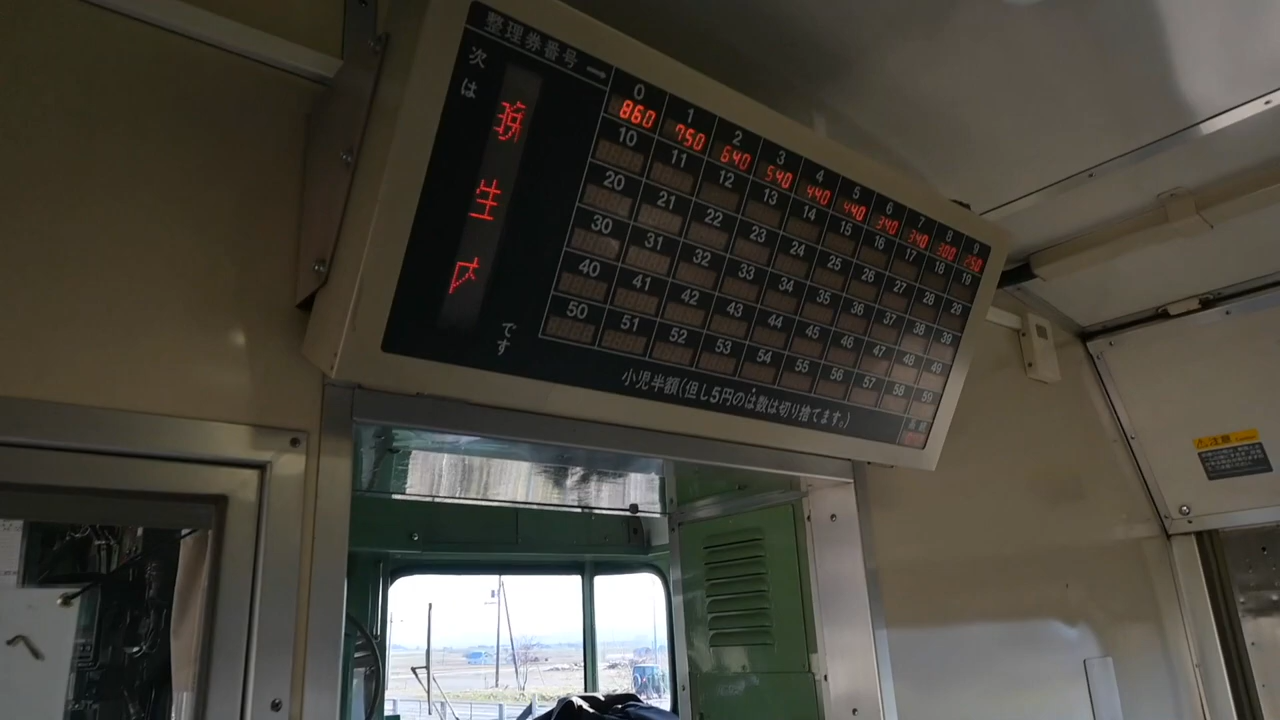 整理券番号→
次は
生
です
0 1 2 3 4 5 6 7 8 9
860 750 640 540 440 440 340 340 300 250
10 11 12 13 14 15 16 17 18 19
20 21 22 23 24 25 26 27 28 29
30 31 32 33 34 35 36 37 38 39
40 41 42 43 44 45 46 47 48 49
50 51 52 53 54 55 56 57 58 59
小児半額(但し5円のは数は切り捨てます。)
注意